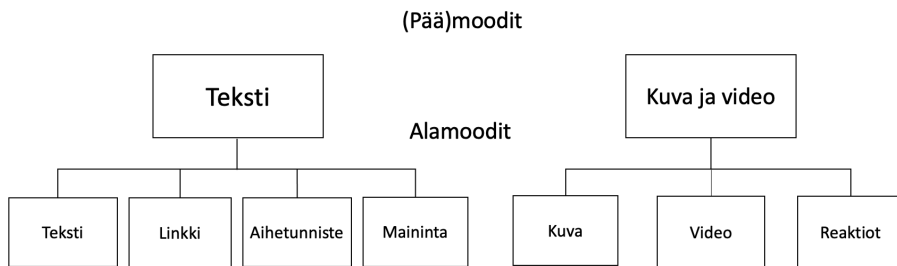 (Pää)moodit
Teksti
Kuva ja video
Alamoodit
Teksti
Linkki
Aihetunniste
Maininta
Kuva
Video
Reaktiot